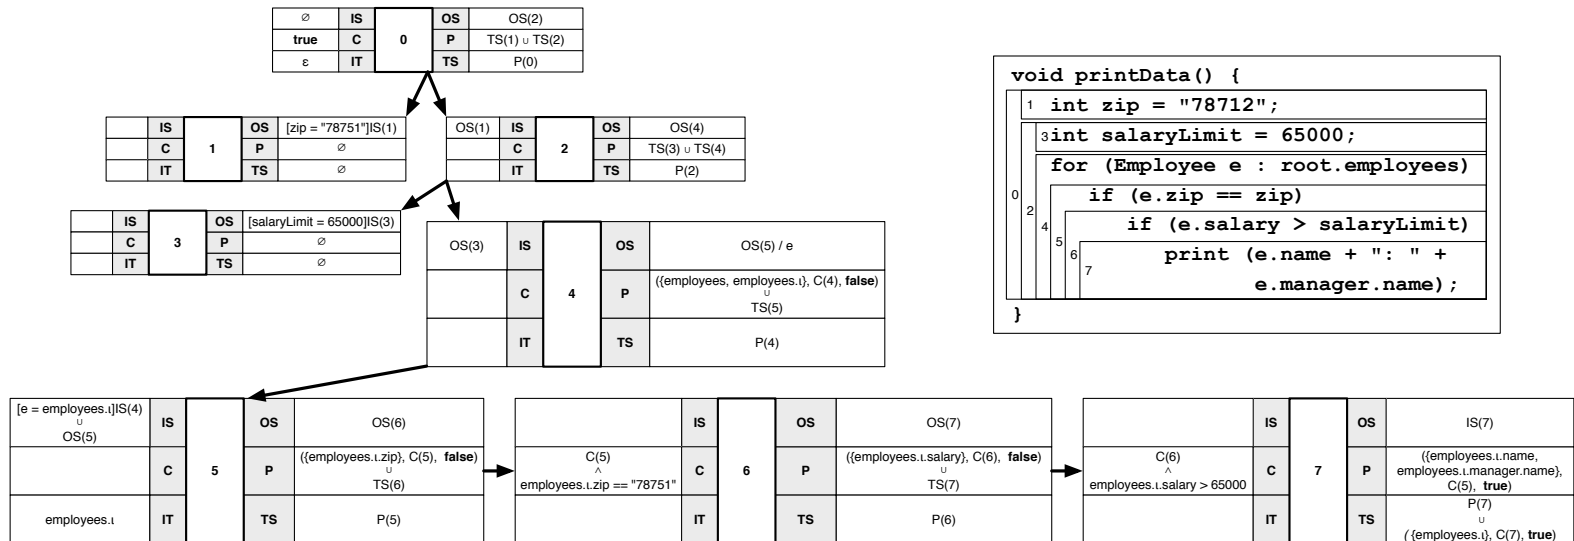 ∅ IS OS OS(2)
true C 0 P TS(1) ∪ TS(2)
ε IT TS P(0)
IS OS [zip = "78751"]IS(1)
C 1 P ∅
IT TS ∅
OS(1) IS OS OS(4)
C 2 P TS(3) ∪ TS(4)
IT TS P(2)
IS OS [salaryLimit = 65000]IS(3)
C 3 P ∅
IT TS ∅
OS(3) IS OS OS(5) / e
({employees, employees.ι}, C(4), false)
C 4 P ∪
TS(5)
IT TS P(4)
void printData() {
1 int zip = "78712";
3 int salaryLimit = 65000;
for (Employee e : root.employees)
0 if (e.zip == zip)
2 4 if (e.salary > salaryLimit)
5 6 print (e.name + ": " +
7 e.manager.name);
}
[e = employees.ι]IS(4)
∪ IS OS OS(6)
OS(5)
({employees.ι.zip}, C(5), false)
C 5 P ∪
TS(6)
employees.ι IT TS P(5)
IS OS OS(7)
C(5) ({employees.ι.salary}, C(6), false)
∧ C 6 P ∪
employees.ι.zip == "78751" TS(7)
IT TS P(6)
IS OS IS(7)
C(6) ({employees.ι.name,
∧ C 7 P employees.ι.manager.name},
employees.ι.salary > 65000 C(5), true)
P(7)
IT TS ∪
({employees.ι}, C(7), true)